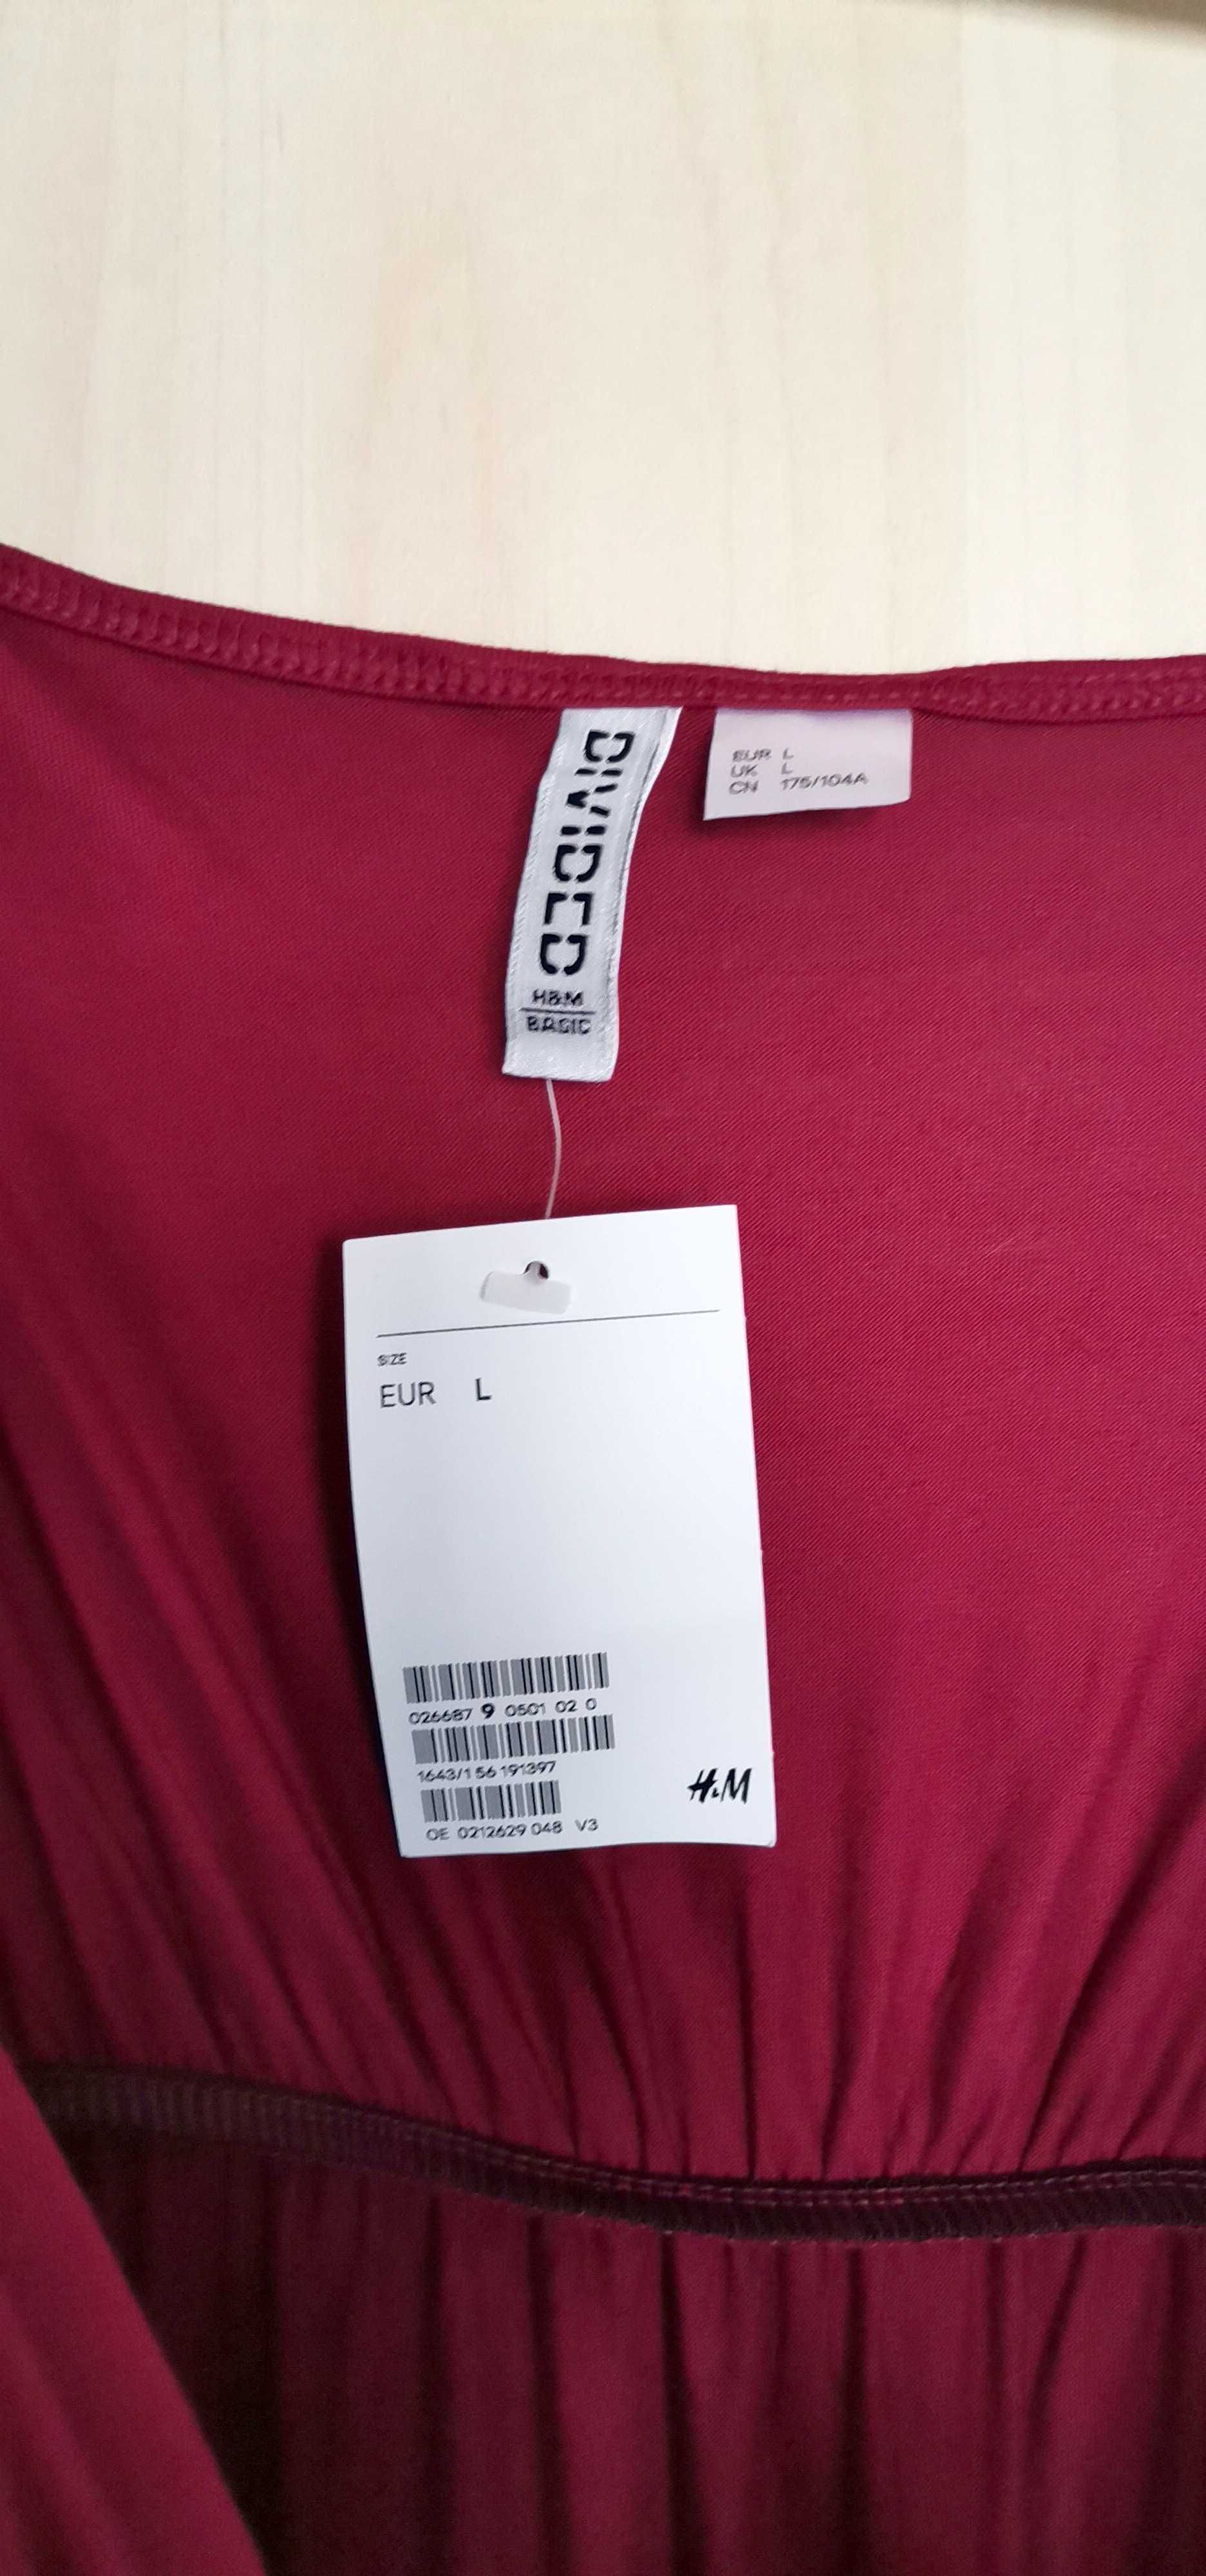 DIVIDED
H&M
BASIC
EUR L
UK L
CN 175/104A
SIZE
EUR L
026687 9 0501 02 0
1643/1 56 191397
OE 0212629 048 V3
H&M